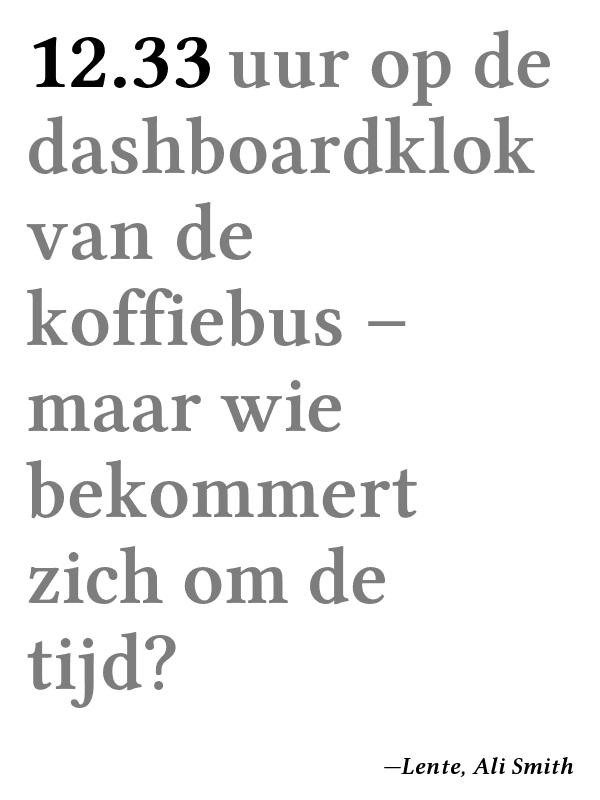 12.33 uur op de
dashboardklok
van de
koffiebus –
maar wie
bekommert
zich om de
tijd?
—Lente, Ali Smith